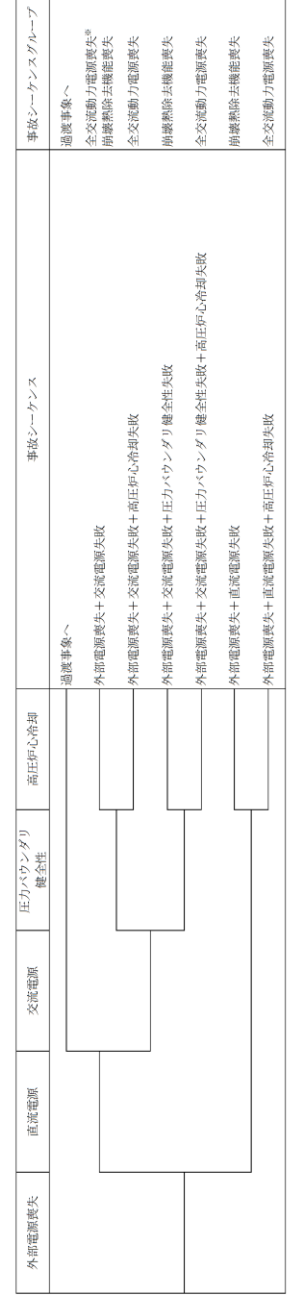 外部電源喪失
直流電源
交流電源
圧力バウンダリ
健全性
高圧炉心冷却
事故シーケンス
事故シーケンスグループ
過渡事象へ
過渡事象へ
外部電源喪失＋交流電源失敗
全交流動力電源喪失※
崩壊熱除去機能喪失
外部電源喪失＋交流電源失敗＋高圧炉心冷却失敗
全交流動力電源喪失
外部電源喪失＋交流電源失敗＋圧力バウンダリ健全性失敗
崩壊熱除去機能喪失
外部電源喪失＋交流電源失敗＋圧力バウンダリ健全性失敗＋高圧炉心冷却失敗
全交流動力電源喪失
外部電源喪失＋直流電源失敗
崩壊熱除去機能喪失
外部電源喪失＋直流電源失敗＋高圧炉心冷却失敗
全交流動力電源喪失